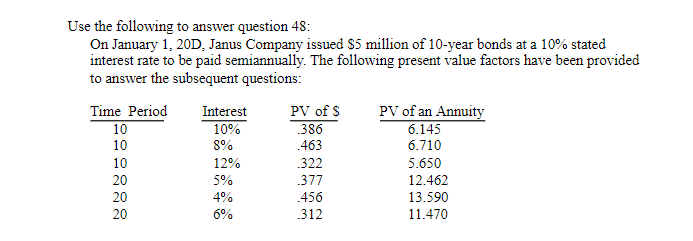 Use the following to answer question 48:
On January 1, 20D, Janus Company issued $5 million of 10-year bonds at a 10% stated
interest rate to be paid semiannually. The following present value factors have been provided
to answer the subsequent questions:
Time Period Interest PV of $ PV of an Annuity
10 10% .386 6.145
10 8% .463 6.710
10 12% .322 5.650
20 5% .377 12.462
20 4% .456 13.590
20 6% .312 11.470